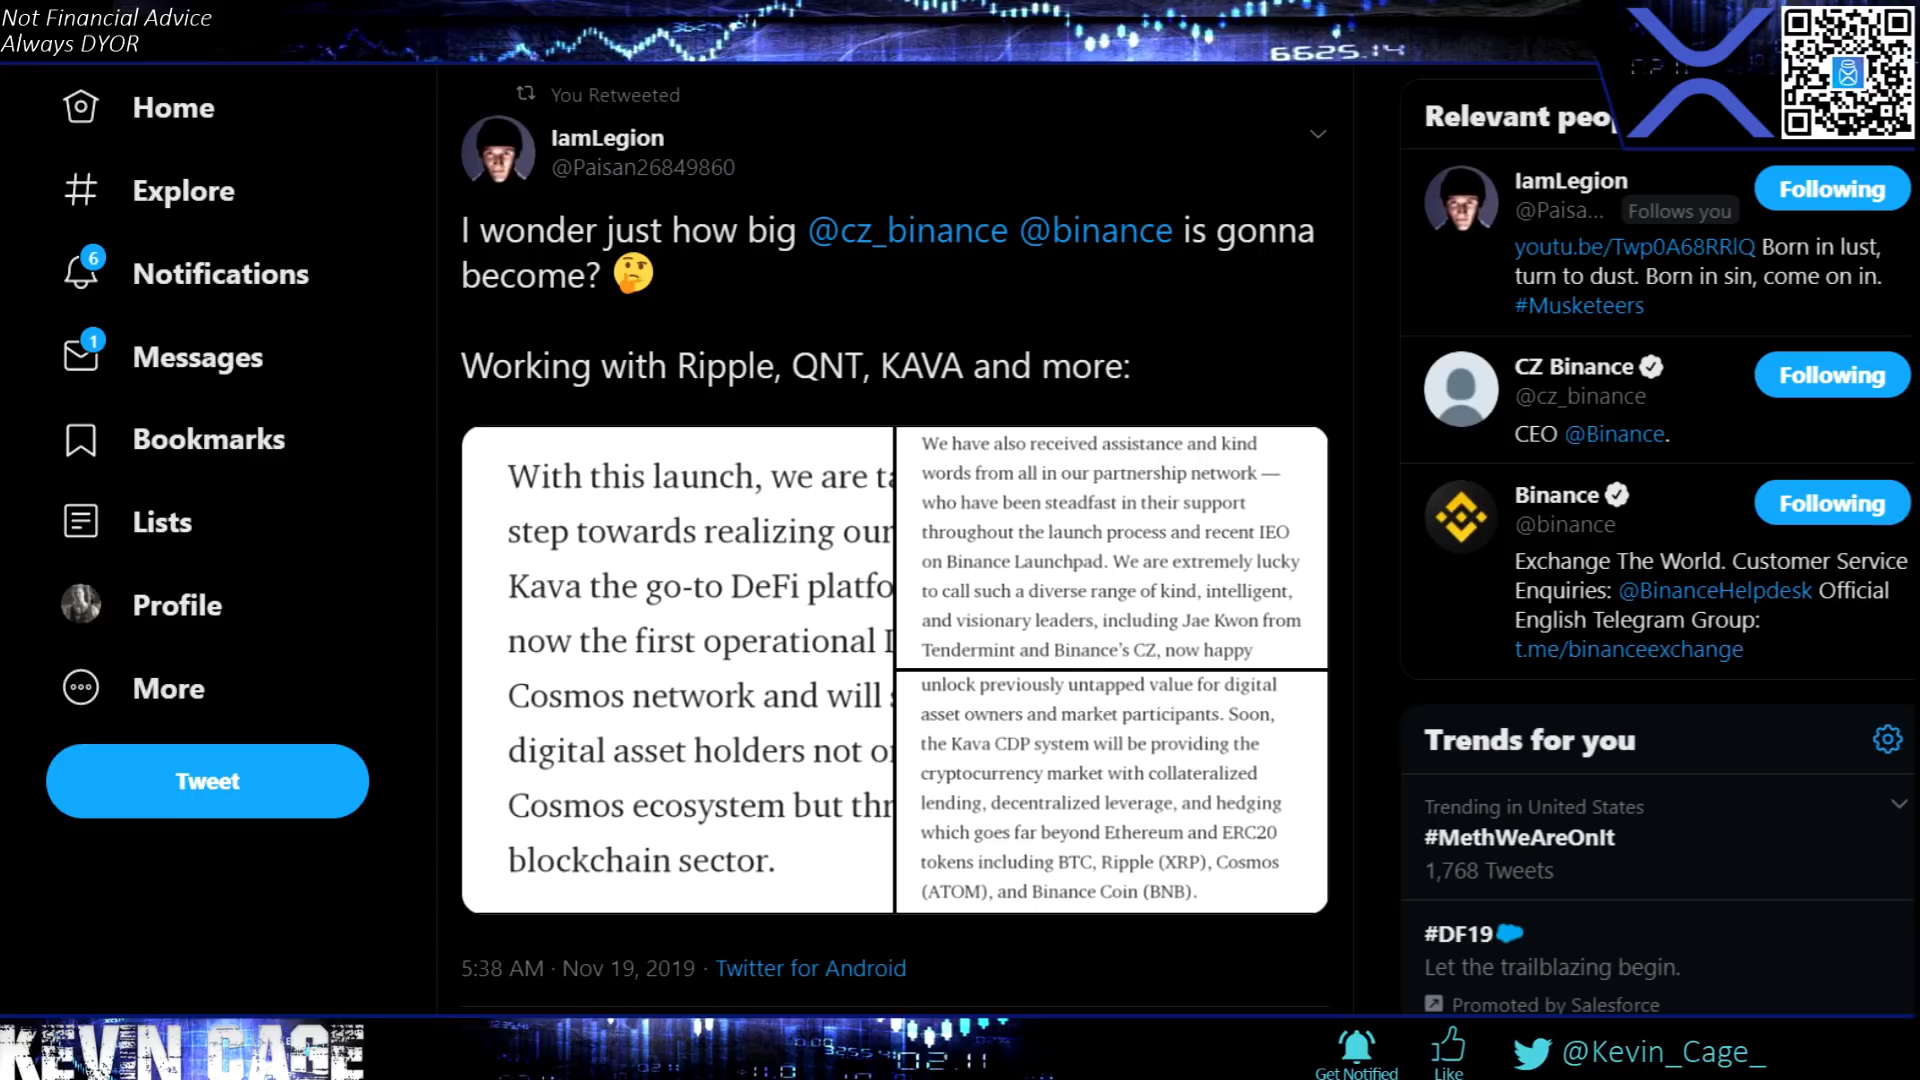 Not Financial Advice
Always DYOR
6625.14
Home
Explore
6
Notifications
1
Messages
Bookmarks
Lists
Profile
More
Tweet
You Retweeted
IamLegion
@Paisan26849860
I wonder just how big @cz_binance @binance is gonna
become? 🤔
Working with Ripple, QNT, KAVA and more:
With this launch, we are ta
step towards realizing our
Kava the go-to DeFi platfo
now the first operational
Cosmos network and will
digital asset holders not
Cosmos ecosystem but thr
blockchain sector.
We have also received assistance and kind
words from all in our partnership network —
who have been steadfast in their support
throughout the launch process and recent IEO
on Binance Launchpad. We are extremely lucky
to call such a diverse range of kind, intelligent,
and visionary leaders, including Jae Kwon from
Tendermint and Binance's CZ, now happy
unlock previously untapped value for digital
asset owners and market participants. Soon,
the Kava CDP system will be providing the
cryptocurrency market with collateralized
lending, decentralized leverage, and hedging
which goes far beyond Ethereum and ERC20
tokens including BTC, Ripple (XRP), Cosmos
(ATOM), and Binance Coin (BNB).
5:38 AM · Nov 19, 2019 · Twitter for Android
Relevant peop
IamLegion
@Paisa... Follows you
Following
youtu.be/Twp0A68RRlQ Born in lust,
turn to dust. Born in sin, come on in.
#Musketeers
CZ Binance
@cz_binance
Following
CEO @Binance.
Binance
@binance
Following
Exchange The World. Customer Service
Enquiries: @BinanceHelpdesk Official
English Telegram Group:
t.me/binanceexchange
Trends for you
Trending in United States
#MethWeAreOnIt
1,768 Tweets
#DF19
Let the trailblazing begin.
Promoted by Salesforce
KEVIN CAGE
02.11
Get Notified
Like
@Kevin_Cage_